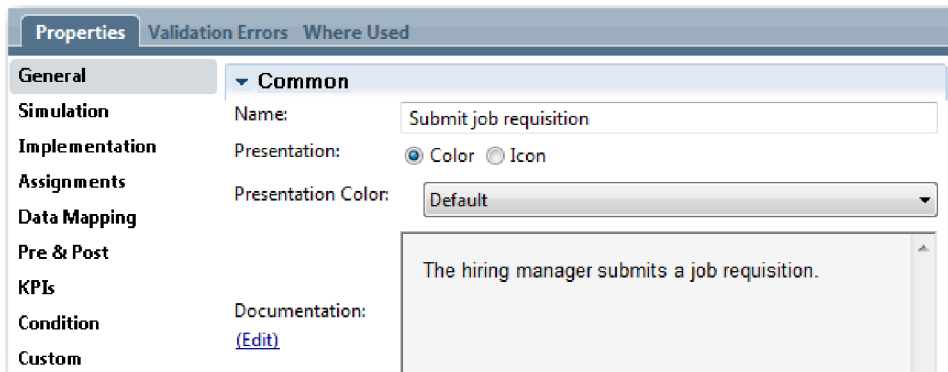 Properties Validation Errors Where Used
General
Simulation
Implementation
Assignments
Data Mapping
Pre & Post
KPIs
Condition
Custom
Common
Name: Submit job requisition
Presentation: Color Icon
Presentation Color: Default
Documentation: The hiring manager submits a job requisition.
(Edit)